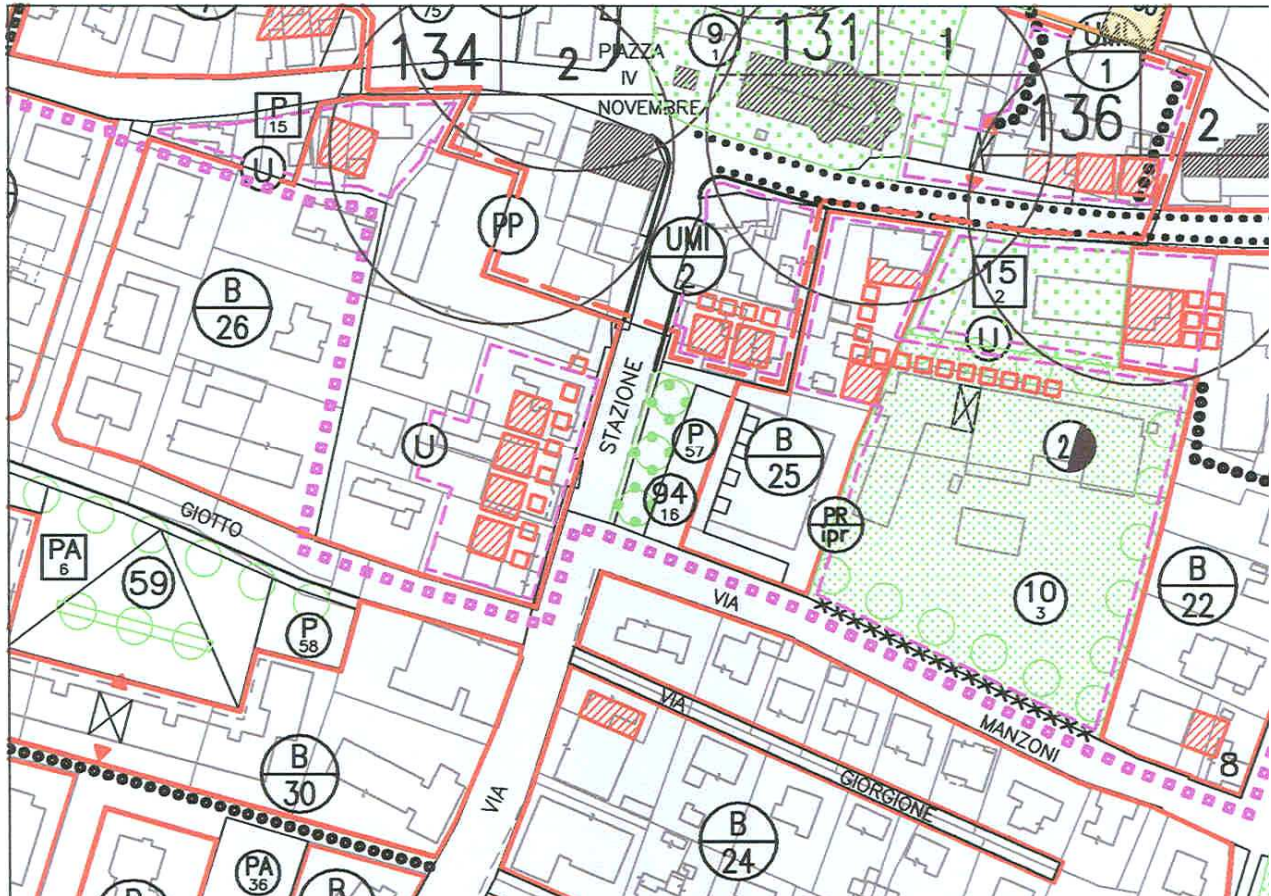 75
134
2
PIAZZA
IV
NOVEMBRE
9
1
131
1
UMI
1
136
2
P
15
U
PP
UMI
2
15
2
U
B
26
STAZIONE
U
P
57
B
25
2
94
16
PR
ipr
GIOTTO
PA
6
59
P
58
VIA
10
3
B
22
VIA
MANZONI
8
B
30
VIA
GIORGIONE
B
24
PA
36
B